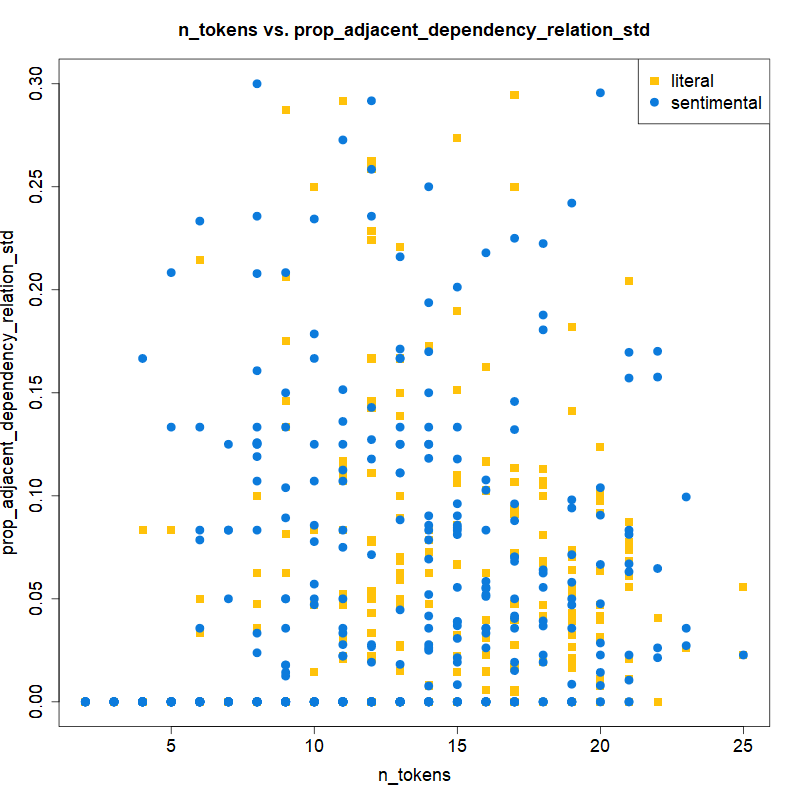 n_tokens vs. prop_adjacent_dependency_relation_std
literal
sentimental
prop_adjacent_dependency_relation_std
0.30
0.25
0.20
0.15
0.10
0.05
0.00
5
10
15
20
25
n_tokens